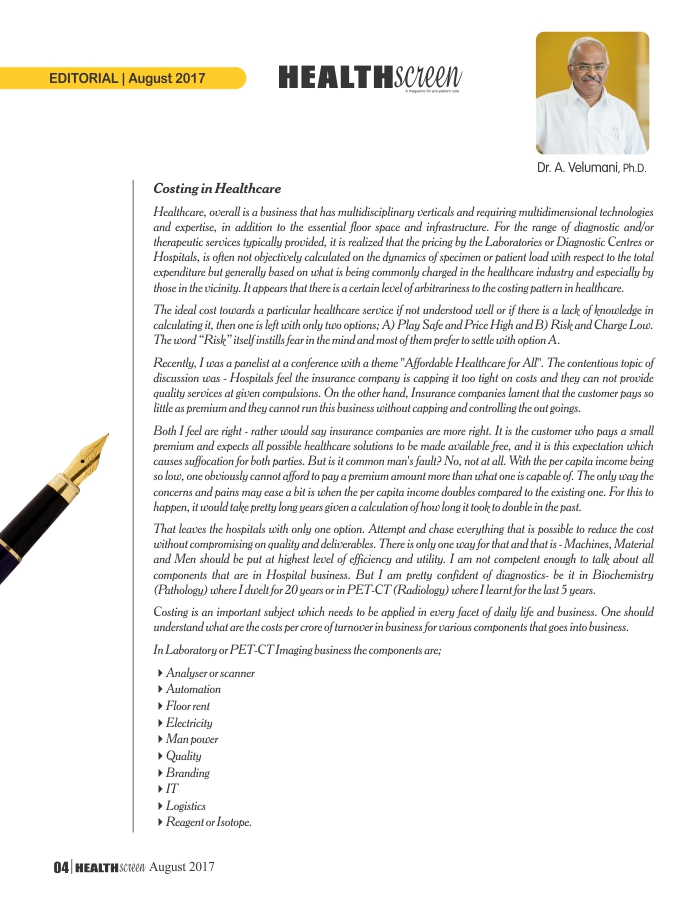 EDITORIAL | August 2017
HEALTHscreen
A magazine for pre-patient care
Dr. A. Velumani, Ph.D.
Costing in Healthcare
Healthcare, overall is a business that has multidisciplinary verticals and requiring multidimensional technologies
and expertise, in addition to the essential floor space and infrastructure. For the range of diagnostic and/or
therapeutic services typically provided, it is realized that the pricing by the Laboratories or Diagnostic Centres or
Hospitals, is often not objectively calculated on the dynamics of specimen or patient load with respect to the total
expenditure but generally based on what is being commonly charged in the healthcare industry and especially by
those in the vicinity. It appears that there is a certain level of arbitrariness to the costing pattern in healthcare.
The ideal cost towards a particular healthcare service if not understood well or if there is a lack of knowledge in
calculating it, then one is left with only two options; A) Play Safe and Price High and B) Risk and Charge Low.
The word “Risk” itself instills fear in the mind and most of them prefer to settle with option A.
Recently, I was a panelist at a conference with a theme "Affordable Healthcare for All". The contentious topic of
discussion was - Hospitals feel the insurance company is capping it too tight on costs and they can not provide
quality services at given compulsions. On the other hand, Insurance companies lament that the customer pays so
little as premium and they cannot run this business without capping and controlling the out goings.
Both I feel are right - rather would say insurance companies are more right. It is the customer who pays a small
premium and expects all possible healthcare solutions to be made available free, and it is this expectation which
causes suffocation for both parties. But is it common man's fault? No, not at all. With the per capita income being
so low, one obviously cannot afford to pay a premium amount more than what one is capable of. The only way the
concerns and pains may ease a bit is when the per capita income doubles compared to the existing one. For this to
happen, it would take pretty long years given a calculation of how long it took to double in the past.
That leaves the hospitals with only one option. Attempt and chase everything that is possible to reduce the cost
without compromising on quality and deliverables. There is only one way for that and that is - Machines, Material
and Men should be put at highest level of efficiency and utility. I am not competent enough to talk about all
components that are in Hospital business. But I am pretty confident of diagnostics- be it in Biochemistry
(Pathology) where I dwelt for 20 years or in PET-CT (Radiology) where I learnt for the last 5 years.
Costing is an important subject which needs to be applied in every facet of daily life and business. One should
understand what are the costs per crore of turnover in business for various components that goes into business.
In Laboratory or PET-CT Imaging business the components are;
Analyser or scanner
Automation
Floor rent
Electricity
Man power
Quality
Branding
IT
Logistics
Reagent or Isotope.
04 | HEALTHscreen August 2017